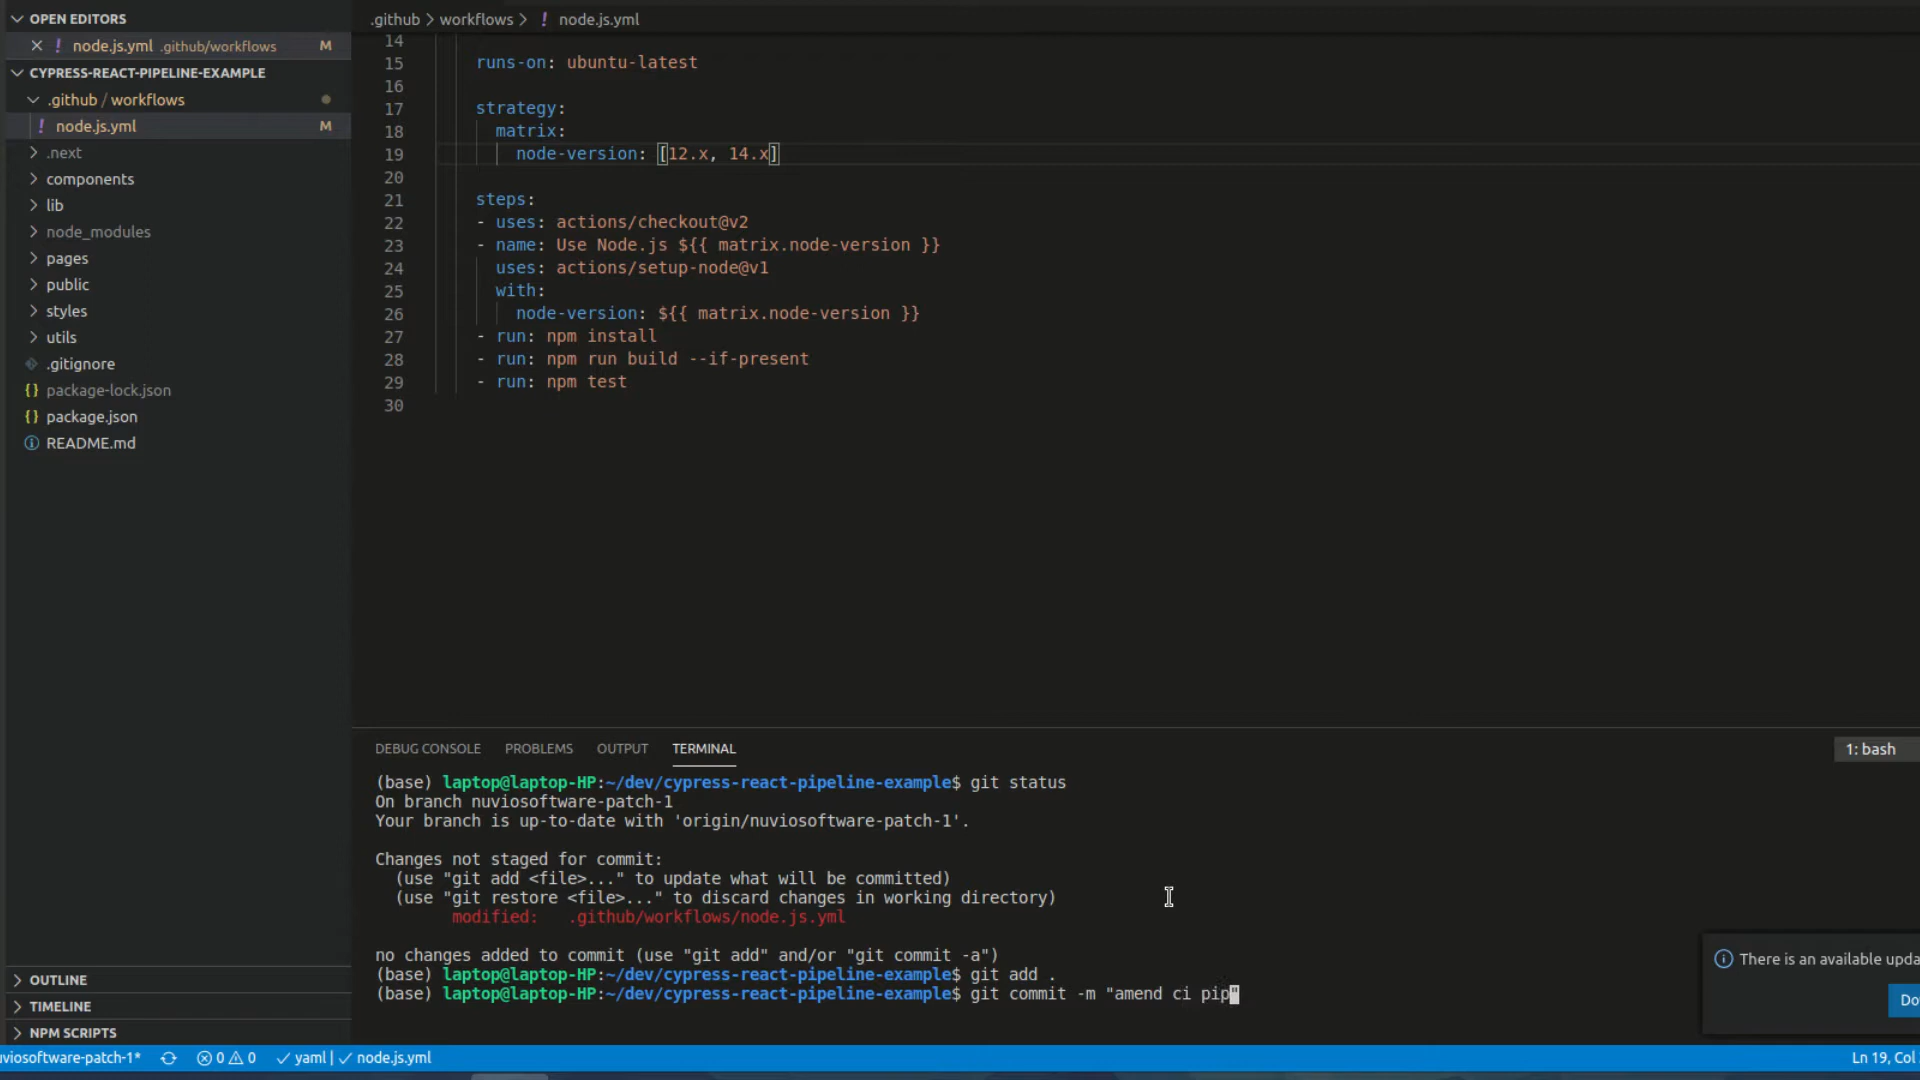 OPEN EDITORS
node.js.yml .github/workflows M
CYPRESS-REACT-PIPELINE-EXAMPLE
.github / workflows
! node.js.yml M
.next
components
lib
node_modules
pages
public
styles
utils
.gitignore
{} package-lock.json
{} package.json
README.md
OUTLINE
TIMELINE
NPM SCRIPTS
.github > workflows > ! node.js.yml
14
15 runs-on: ubuntu-latest
16
17 strategy:
18 matrix:
19 node-version: [12.x, 14.x]
20
21 steps:
22 - uses: actions/checkout@v2
23 - name: Use Node.js ${{ matrix.node-version }}
24 uses: actions/setup-node@v1
25 with:
26 node-version: ${{ matrix.node-version }}
27 - run: npm install
28 - run: npm run build --if-present
29 - run: npm test
30
DEBUG CONSOLE PROBLEMS OUTPUT TERMINAL 1: bash
(base) laptop@laptop-HP:~/dev/cypress-react-pipeline-example$ git status
On branch nuviosoftware-patch-1
Your branch is up-to-date with 'origin/nuviosoftware-patch-1'.
Changes not staged for commit:
(use "git add <file>..." to update what will be committed)
(use "git restore <file>..." to discard changes in working directory)
modified: .github/workflows/node.js.yml
no changes added to commit (use "git add" and/or "git commit -a")
(base) laptop@laptop-HP:~/dev/cypress-react-pipeline-example$ git add .
(base) laptop@laptop-HP:~/dev/cypress-react-pipeline-example$ git commit -m "amend ci pip"
There is an available upda
Do
uviosoftware-patch-1* 0 0 yaml | node.js.yml Ln 19, Col